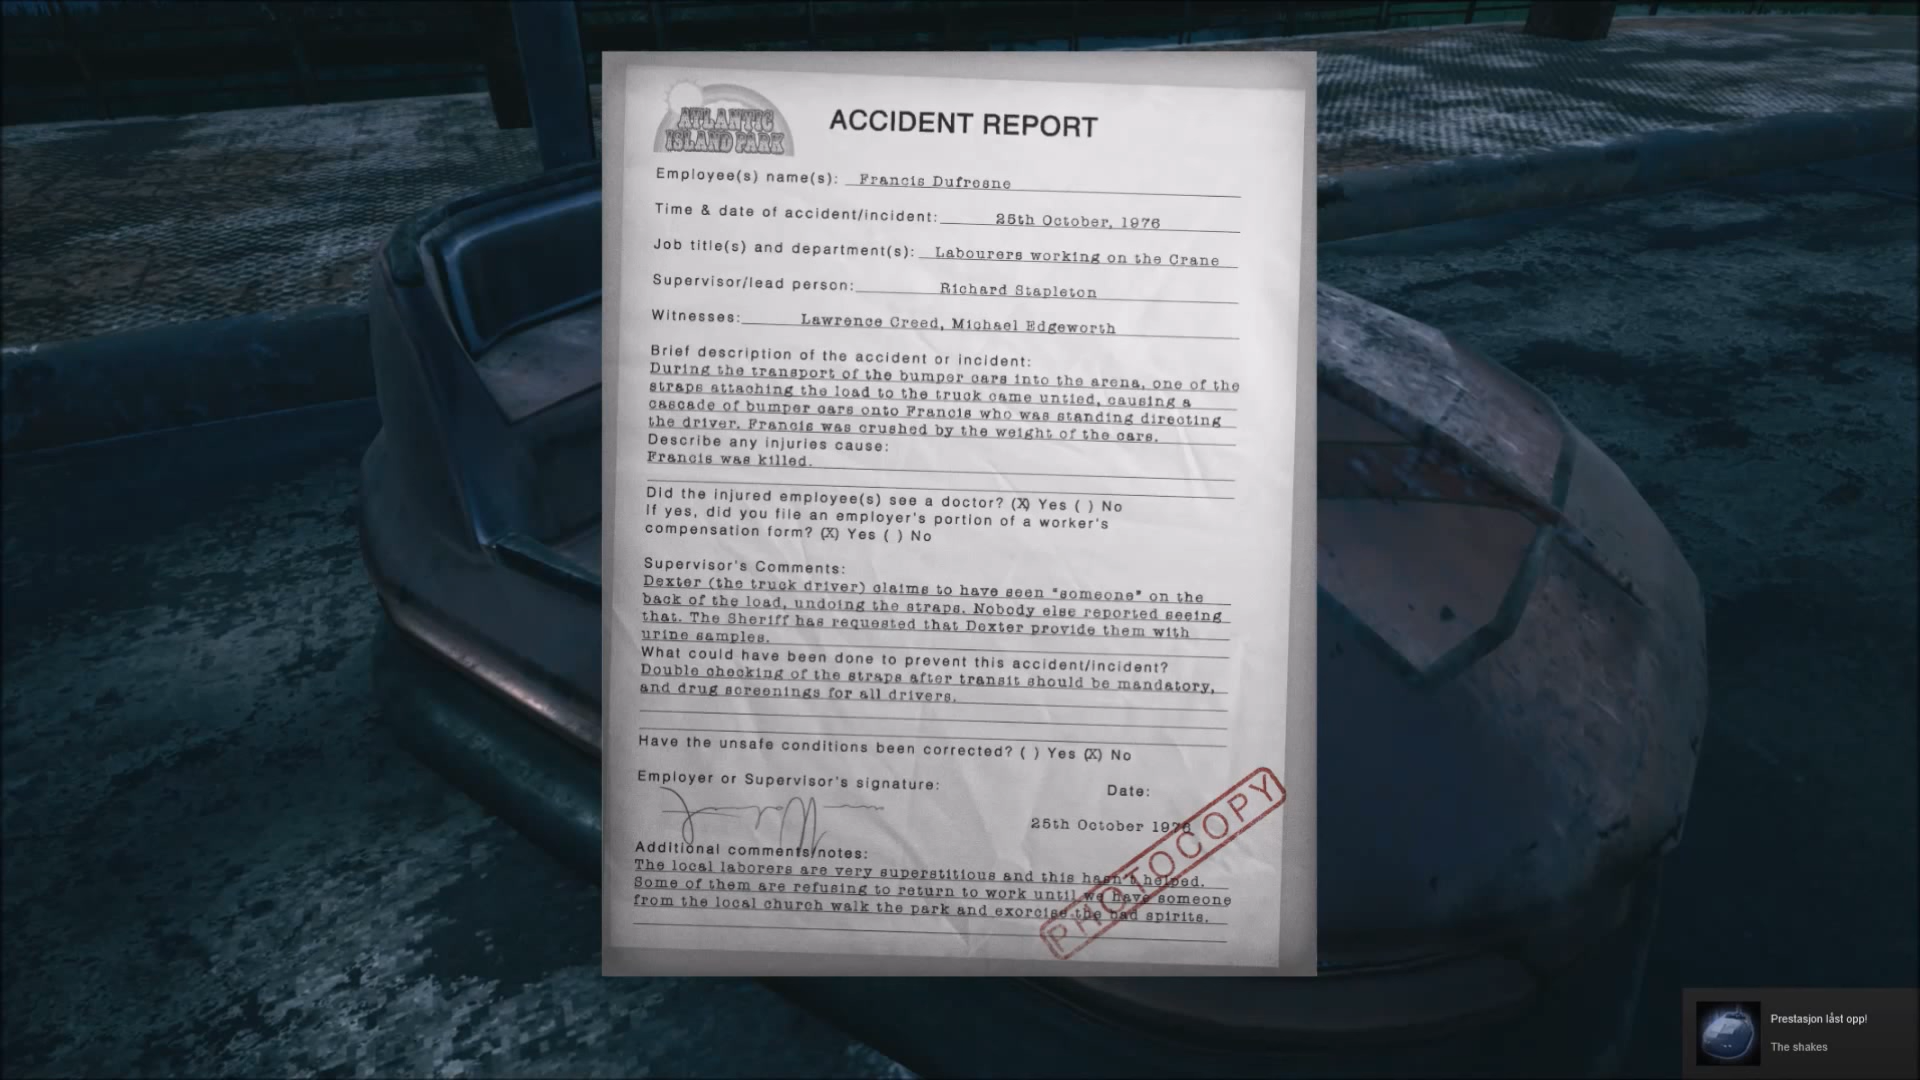 ATLANTIC
ISLAND PARK
ACCIDENT REPORT
Employee(s) name(s): Francis Dufresne
Time & date of accident/incident: 25th October, 1976
Job title(s) and department(s): Labourers working on the Crane
Supervisor/lead person: Richard Stapleton
Witnesses: Lawrence Creed, Michael Edgeworth
Brief description of the accident or incident:
During the transport of the bumper cars into the arena, one of the
straps attaching the load to the truck came untied, causing a
cascade of bumper cars onto Francis who was standing directing
the driver. Francis was crushed by the weight of the cars.
Describe any injuries cause:
Francis was killed.
Did the injured employee(s) see a doctor? (X) Yes ( ) No
If yes, did you file an employer's portion of a worker's
compensation form? (X) Yes ( ) No
Supervisor's Comments:
Dexter (the truck driver) claims to have seen "someone" on the
back of the load, undoing the straps. Nobody else reported seeing
that. The Sheriff has requested that Dexter provide them with
urine samples.
What could have been done to prevent this accident/incident?
Double checking of the straps after transit should be mandatory,
and drug screenings for all drivers.
Have the unsafe conditions been corrected? ( ) Yes (X) No
Employer or Supervisor's signature:
Date:
25th October 1976
Additional comments/notes:
The local laborers are very superstitious and this hasn't helped.
Some of them are refusing to return to work until we have someone
from the local church walk the park and exorcise the bad spirits.
PHOTOCOPY
Prestasjon låst opp!
The shakes